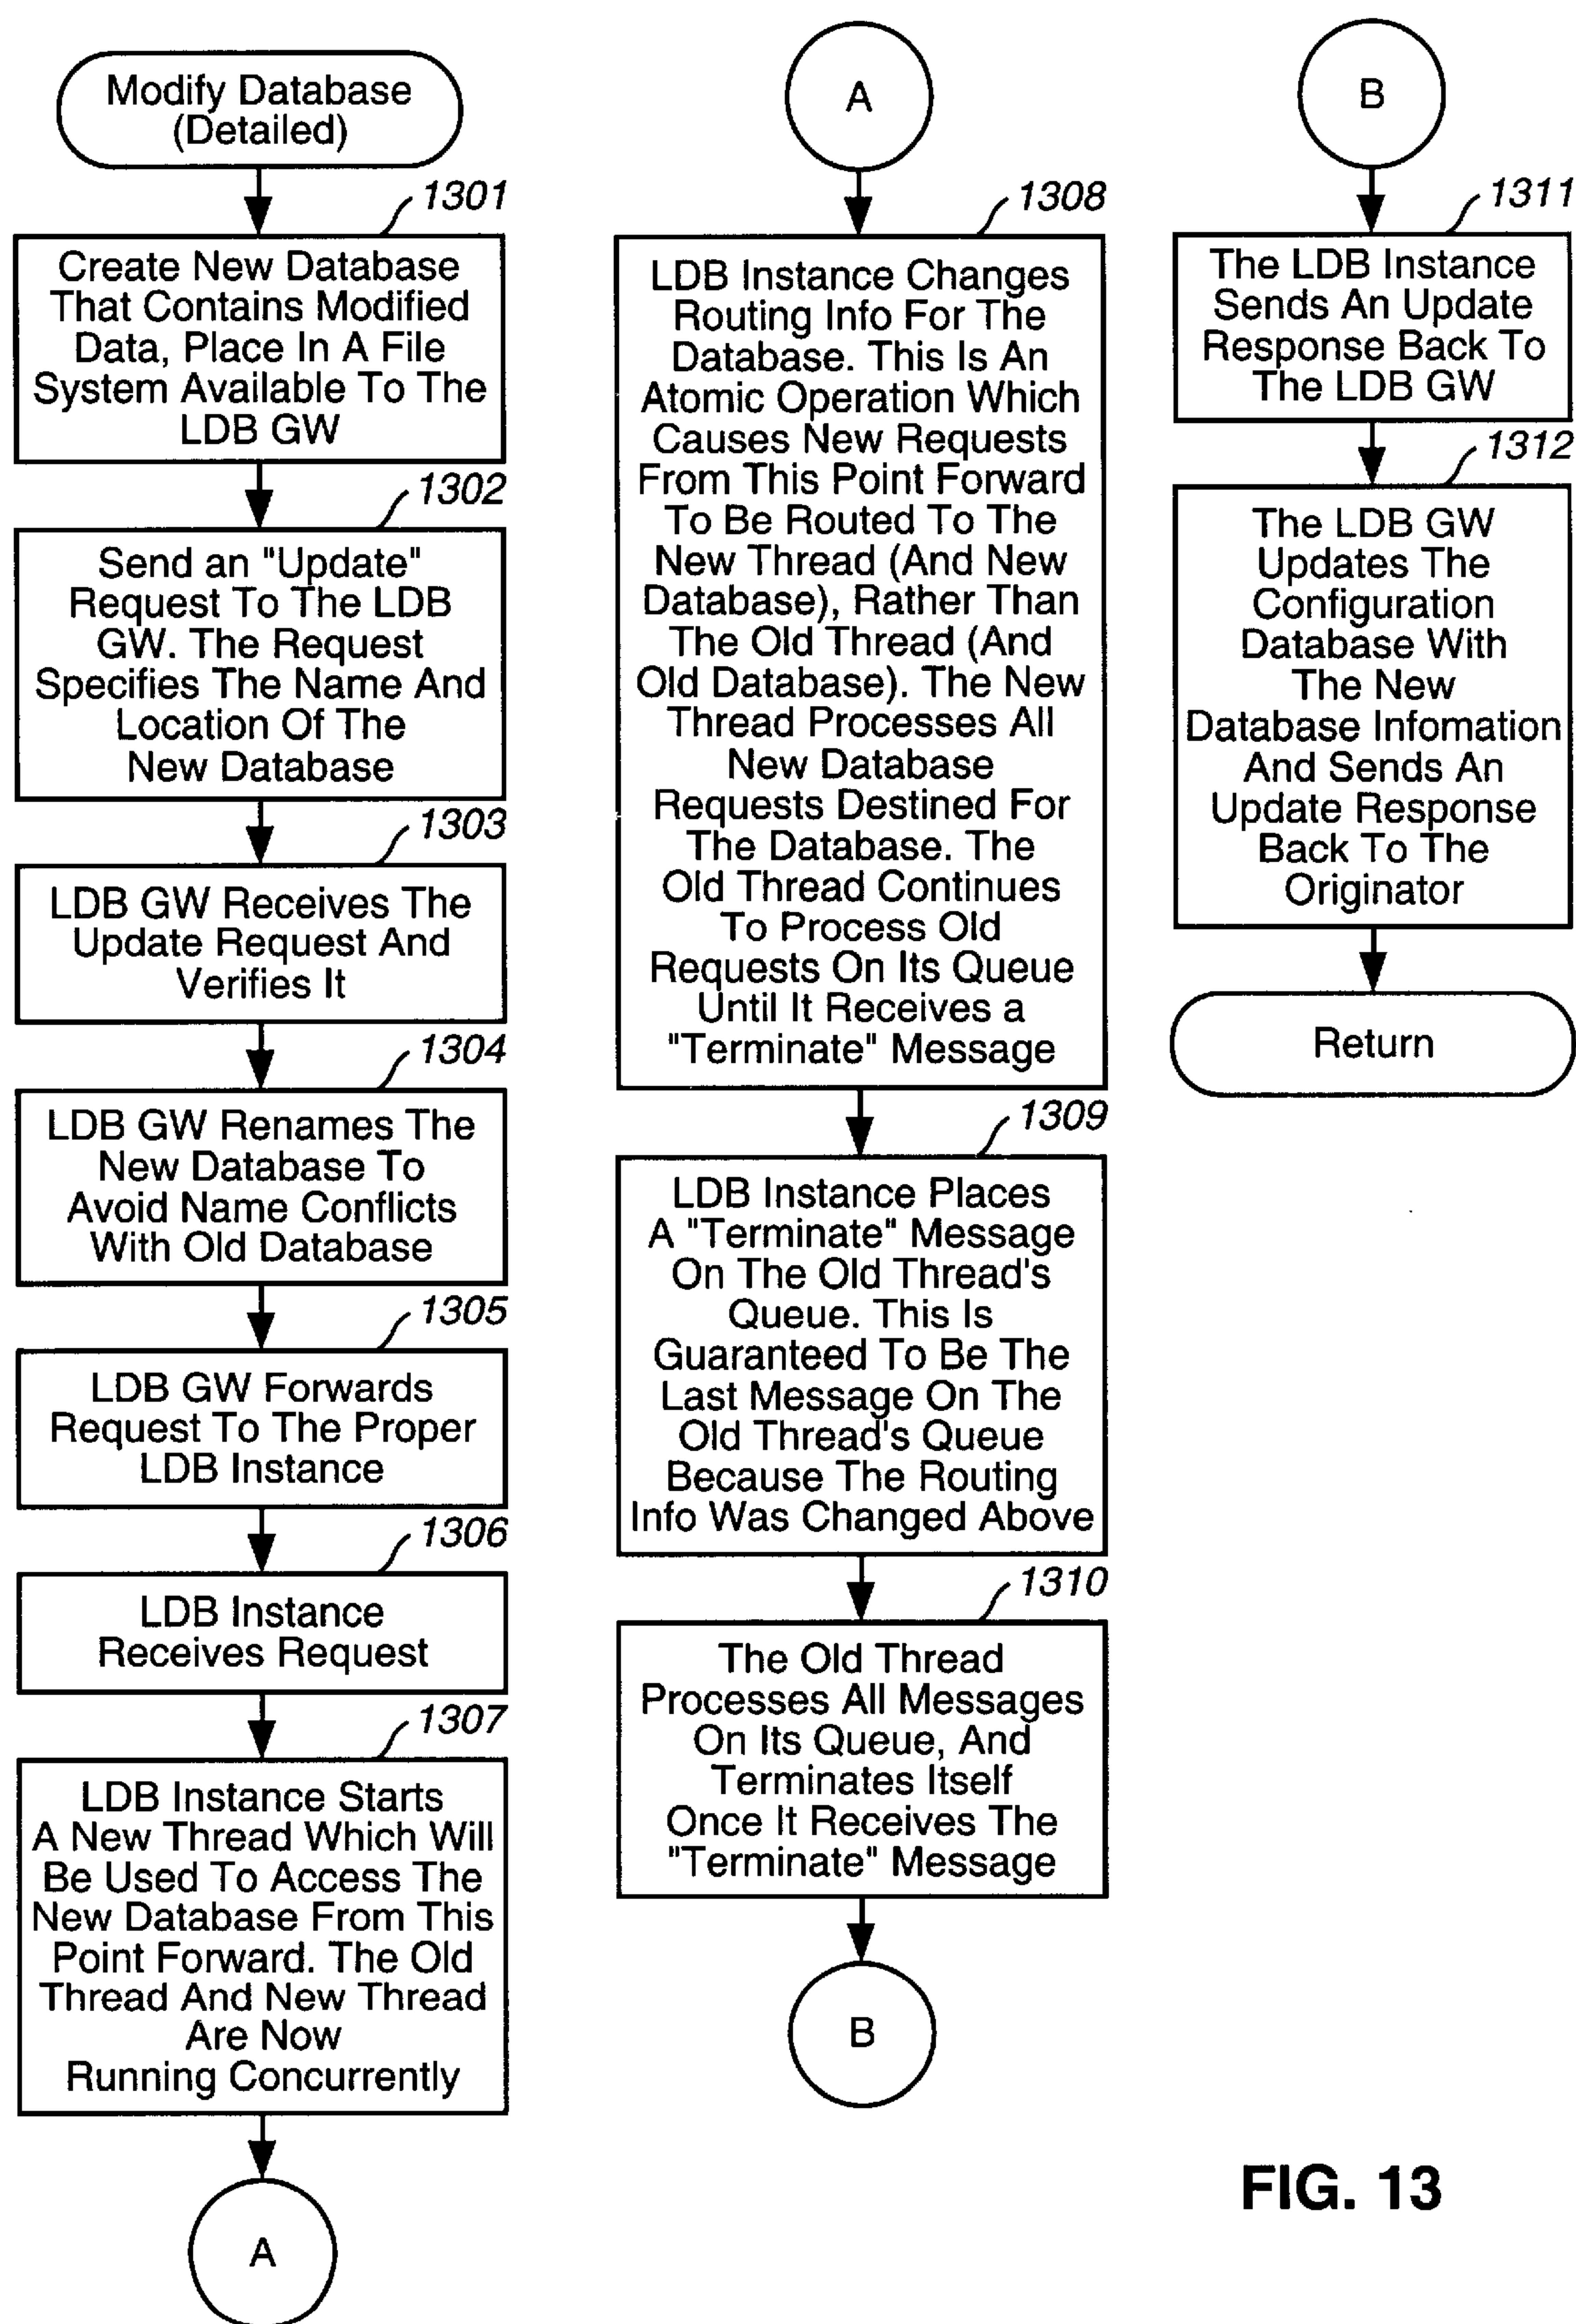 Modify Database
(Detailed)
1301
Create New Database
That Contains Modified
Data, Place In A File
System Available To The
LDB GW
1302
Send an "Update"
Request To The LDB
GW. The Request
Specifies The Name And
Location Of The
New Database
1303
LDB GW Receives The
Update Request And
Verifies It
1304
LDB GW Renames The
New Database To
Avoid Name Conflicts
With Old Database
1305
LDB GW Forwards
Request To The Proper
LDB Instance
1306
LDB Instance
Receives Request
1307
LDB Instance Starts
A New Thread Which Will
Be Used To Access The
New Database From This
Point Forward. The Old
Thread And New Thread
Are Now
Running Concurrently
A
A
1308
LDB Instance Changes
Routing Info For The
Database. This Is An
Atomic Operation Which
Causes New Requests
From This Point Forward
To Be Routed To The
New Thread (And New
Database), Rather Than
The Old Thread (And
Old Database). The New
Thread Processes All
New Database
Requests Destined For
The Database. The
Old Thread Continues
To Process Old
Requests On Its Queue
Until It Receives a
"Terminate" Message
1309
LDB Instance Places
A "Terminate" Message
On The Old Thread's
Queue. This Is
Guaranteed To Be The
Last Message On The
Old Thread's Queue
Because The Routing
Info Was Changed Above
1310
The Old Thread
Processes All Messages
On Its Queue, And
Terminates Itself
Once It Receives The
"Terminate" Message
B
B
1311
The LDB Instance
Sends An Update
Response Back To
The LDB GW
1312
The LDB GW
Updates The
Configuration
Database With
The New
Database Infomation
And Sends An
Update Response
Back To The
Originator
Return
FIG. 13